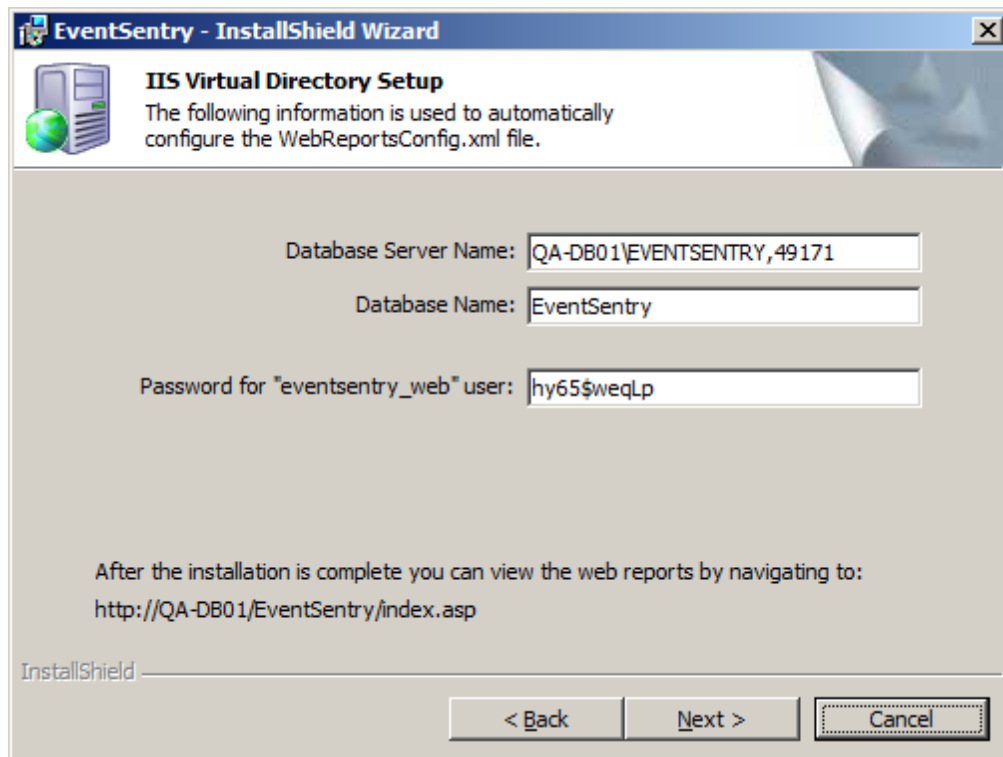 EventSentry - InstallShield Wizard
IIS Virtual Directory Setup
The following information is used to automatically
configure the WebReportsConfig.xml file.
Database Server Name: QA-DB01\EVENTSENTRY,49171
Database Name: EventSentry
Password for "eventsentry_web" user: hy65$weqLp
After the installation is complete you can view the web reports by navigating to:
http://QA-DB01/EventSentry/index.asp
InstallShield
< Back Next > Cancel